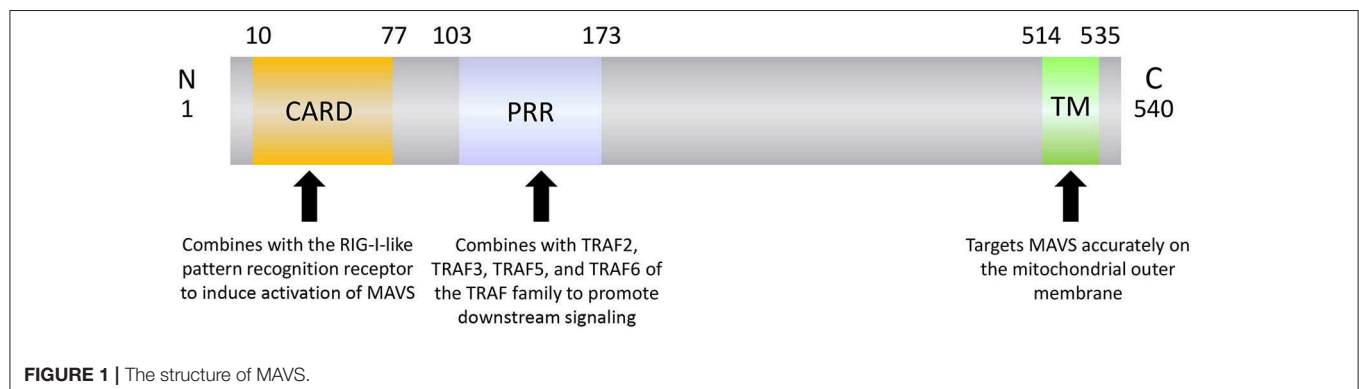 10 77 103 173 514 535
N C
1 CARD PRR TM 540
Combines with the RIG-I-like
pattern recognition receptor
to induce activation of MAVS
Combines with TRAF2,
TRAF3, TRAF5, and TRAF6 of
the TRAF family to promote
downstream signaling
Targets MAVS accurately on
the mitochondrial outer
membrane
FIGURE 1 | The structure of MAVS.